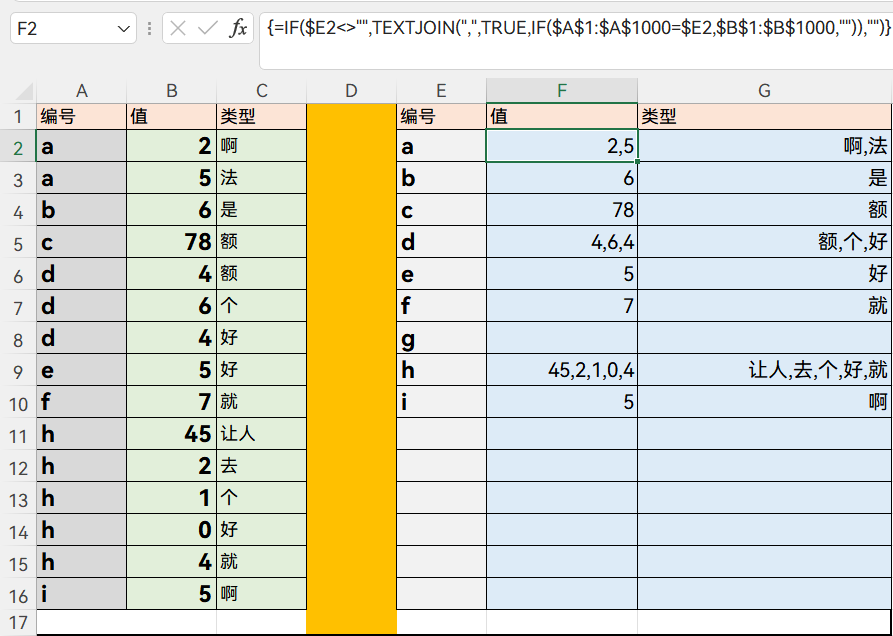 F2
fx
{=IF($E2<>"",TEXTJOIN(",",TRUE,IF($A$1:$A$1000=$E2,$B$1:$B$1000,"")),"")}
A B C D E F G
1 编号 值 类型 编号 值 类型
2 a 2 啊 a 2,5 啊,法
3 a 5 法 b 6 是
4 b 6 是 c 78 额
5 c 78 额 d 4,6,4 额,个,好
6 d 4 额 e 5 好
7 d 6 个 f 7 就
8 d 4 好 g
9 e 5 好 h 45,2,1,0,4 让人,去,个,好,就
10 f 7 就 i 5 啊
11 h 45 让人
12 h 2 去
13 h 1 个
14 h 0 好
15 h 4 就
16 i 5 啊
17